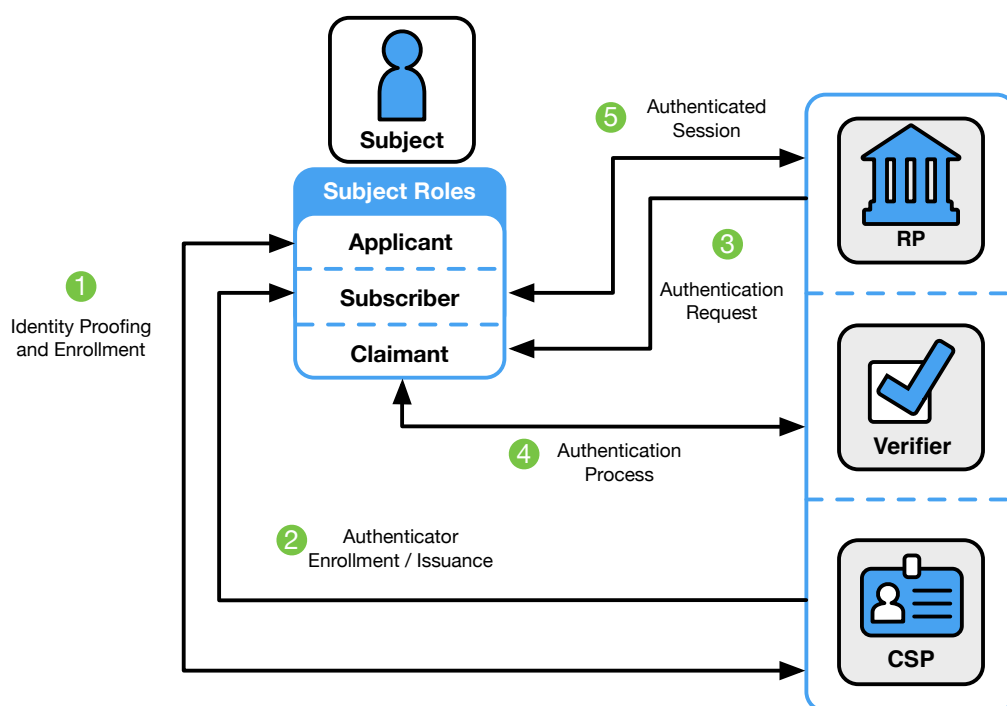 Subject
Subject Roles
Applicant
Subscriber
Claimant
1
Identity Proofing
and Enrollment
5
Authenticated
Session
3
Authentication
Request
4
Authentication
Process
2
Authenticator
Enrollment / Issuance
RP
Verifier
CSP